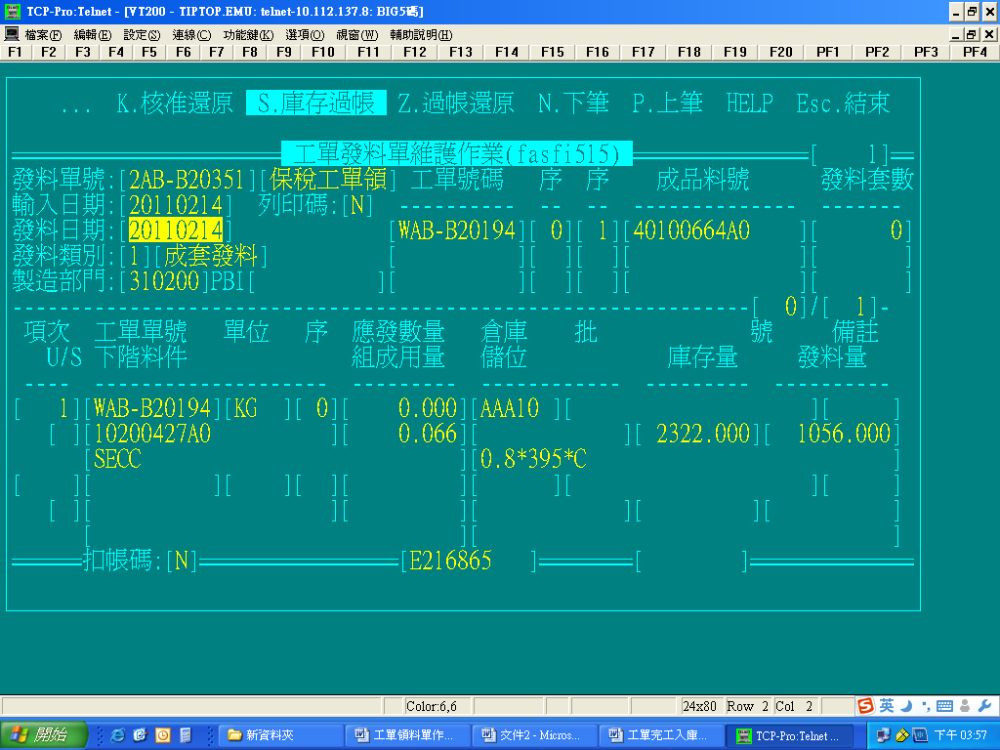 TCP-Pro:Telnet - [VT200 - TIPTOP.EMU: telnet-10.112.137.8: BIG5碼]
檔案(F) 編輯(E) 設定(S) 連線(C) 功能鍵(K) 選項(O) 視窗(W) 輔助說明(H)
F1 F2 F3 F4 F5 F6 F7 F8 F9 F10 F11 F12 F13 F14 F15 F16 F17 F18 F19 F20 PF1 PF2 PF3 PF4
... K.核准還原 S.庫存過帳 Z.過帳還原 N.下筆 P.上筆 HELP Esc.結束
工單發料單維護作業(fasfi515) [ 1]
發料單號:[2AB-B20351][保稅工單領] 工單號碼 序 序 成品料號 發料套數
輸入日期:[20110214] 列印碼:[N] ---------- -- -- -------------- -------
發料日期:[20110214] [WAB-B20194][ 0][ 1][40100664A0 ][ 0]
發料類別:[1][成套發料] [ ][ ][ ][ ][ ]
製造部門:[310200]PBI[ ][ ][ ][ ][ ][ ]
[ 0]/[ 1]-
項次 工單單號 單位 序 應發數量 倉庫 批 號 備註
U/S 下階料件 組成用量 儲位 庫存量 發料量
[ 1][WAB-B20194][KG ][ 0][ 0.000][AAA10 ][ ][ ]
[ ][10200427A0 ][ 0.066][ ][ 2322.000][ 1056.000]
[SECC ][0.8*395*C ]
[ ][ ][ ][ ][ ][ ][ ][ ]
[ ][ ][ ][ ][ ][ ]
[ ][ ]
扣帳碼:[N] [E216865 ] [ ]
Color:6,6 24x80 Row 2 Col 2 英
開始 新資料夾 工單領料單作... 文件2 - Micros... 工單完工入庫... TCP-Pro:Telnet ... 下午 03:57